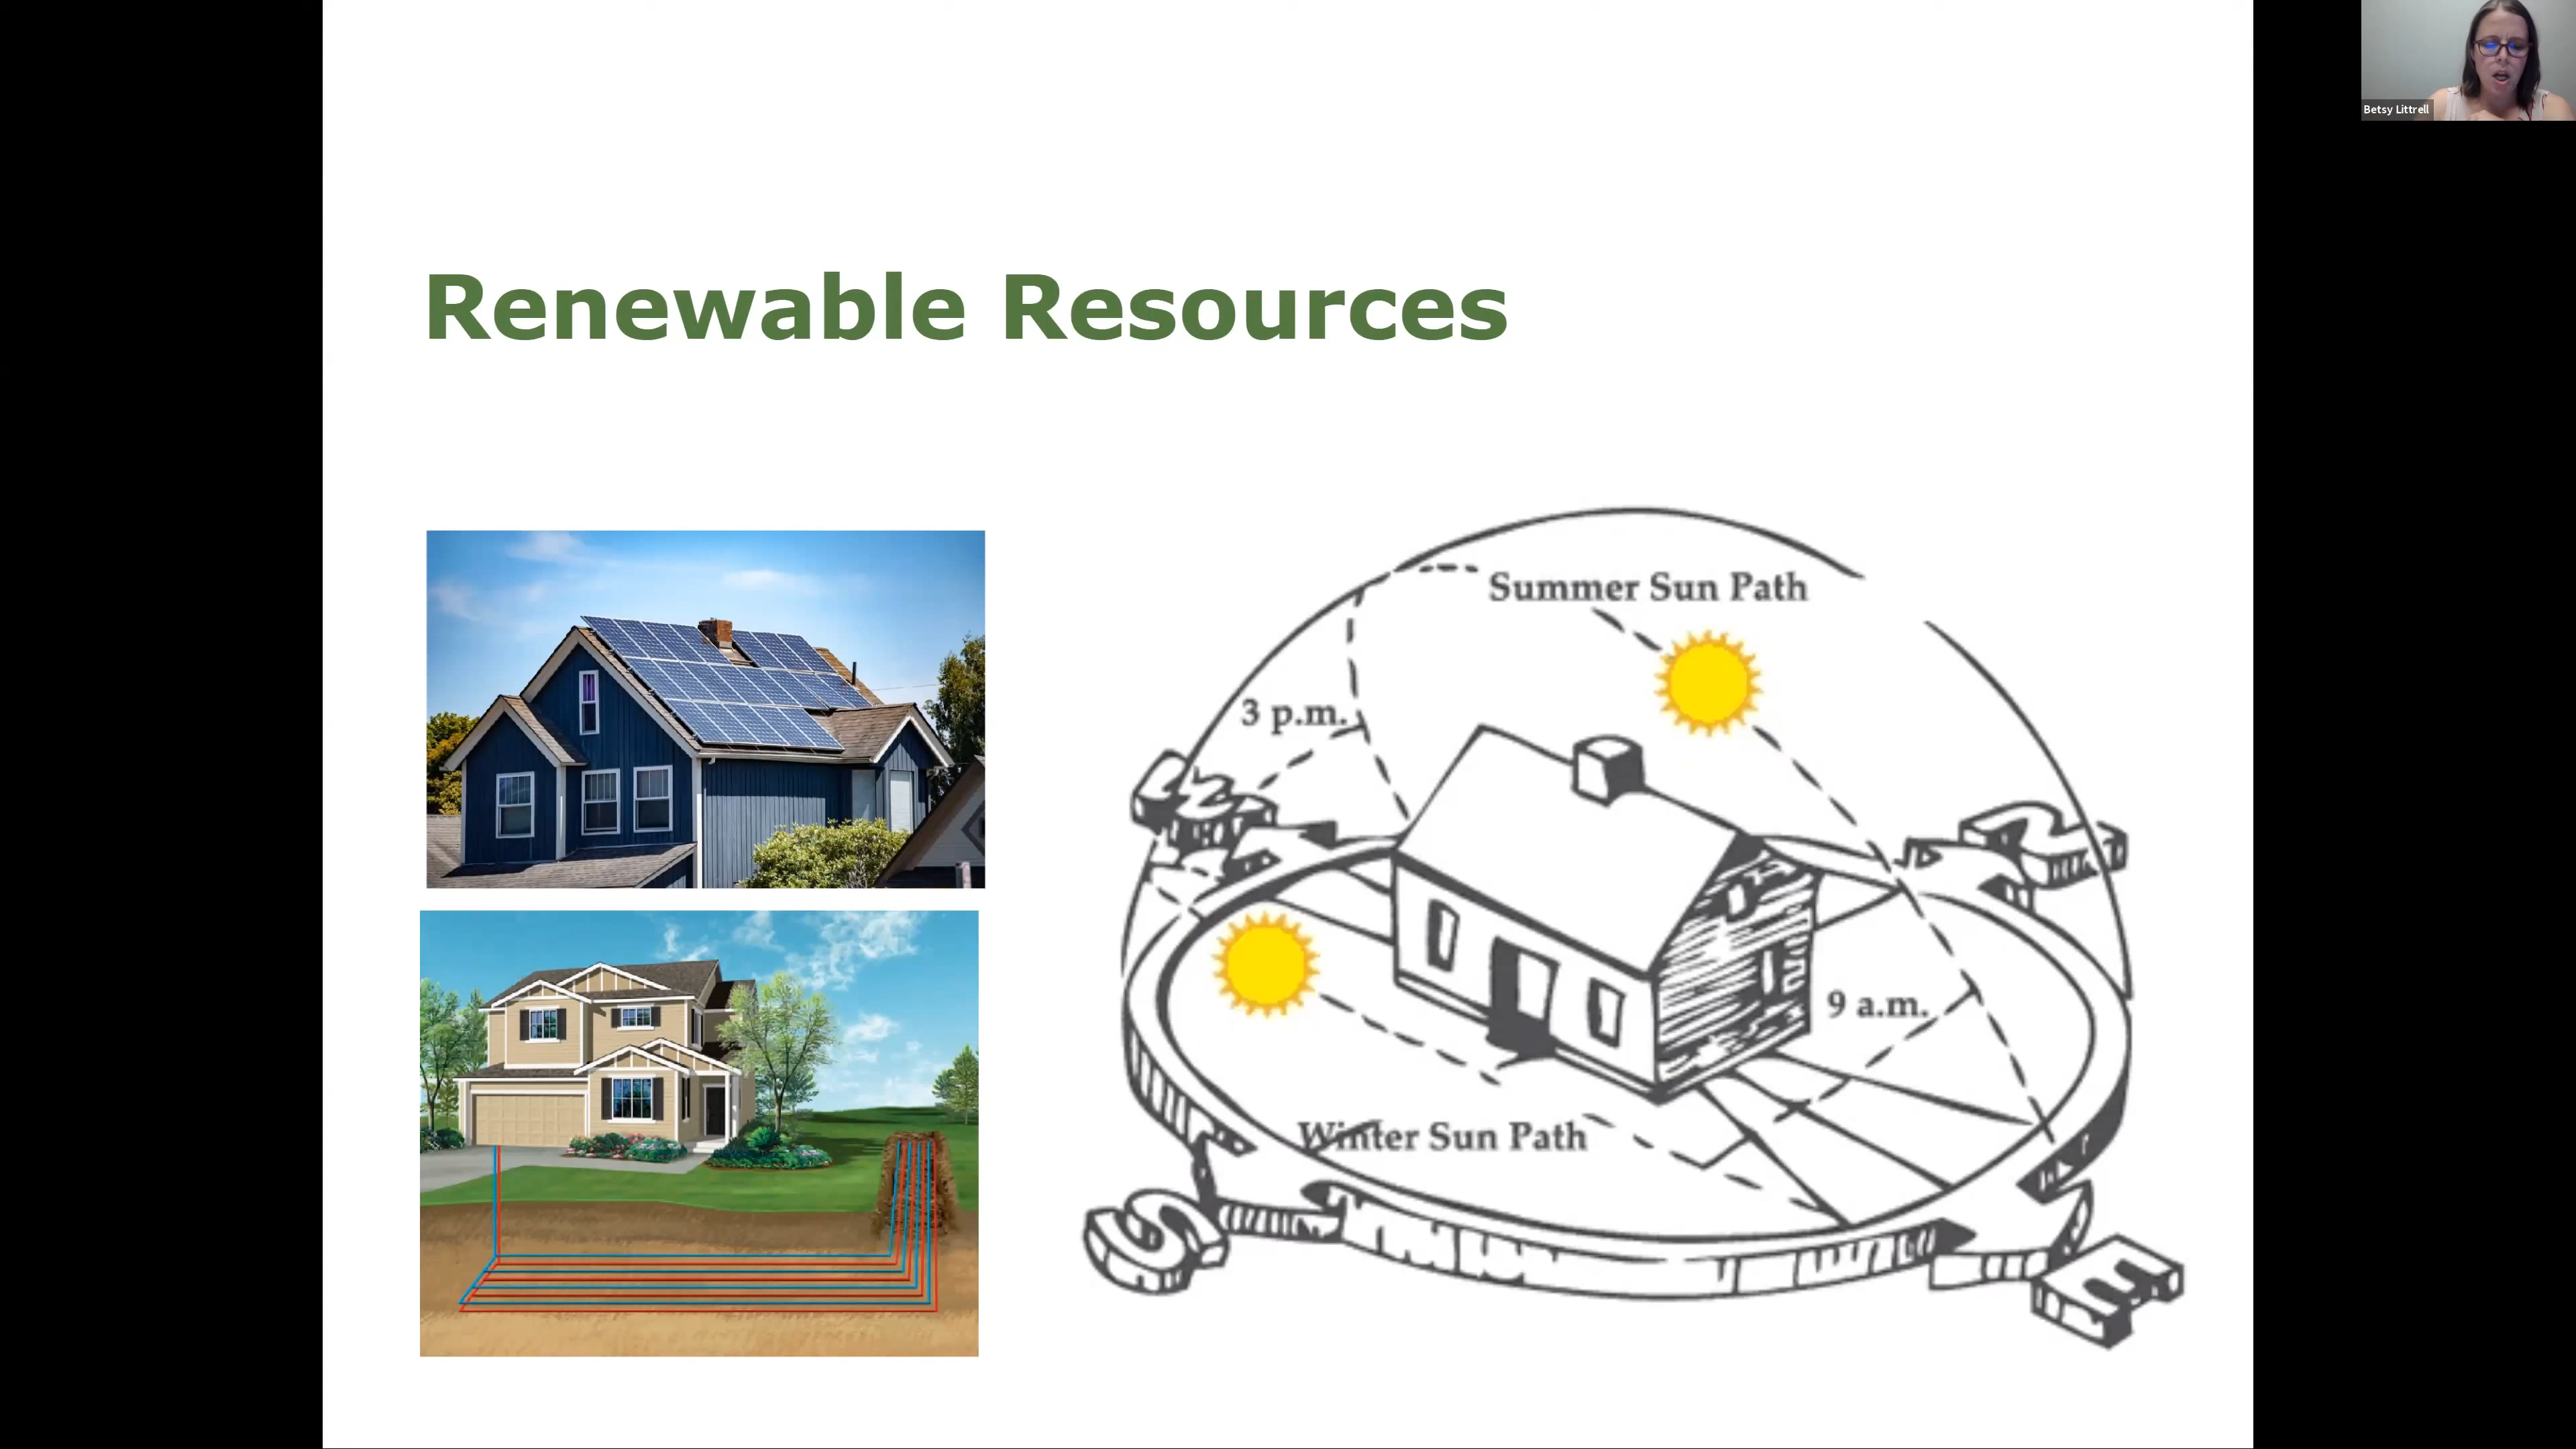 Betsy Littrell
Renewable Resources
Summer Sun Path
3 p.m.
9 a.m.
Winter Sun Path
S
E